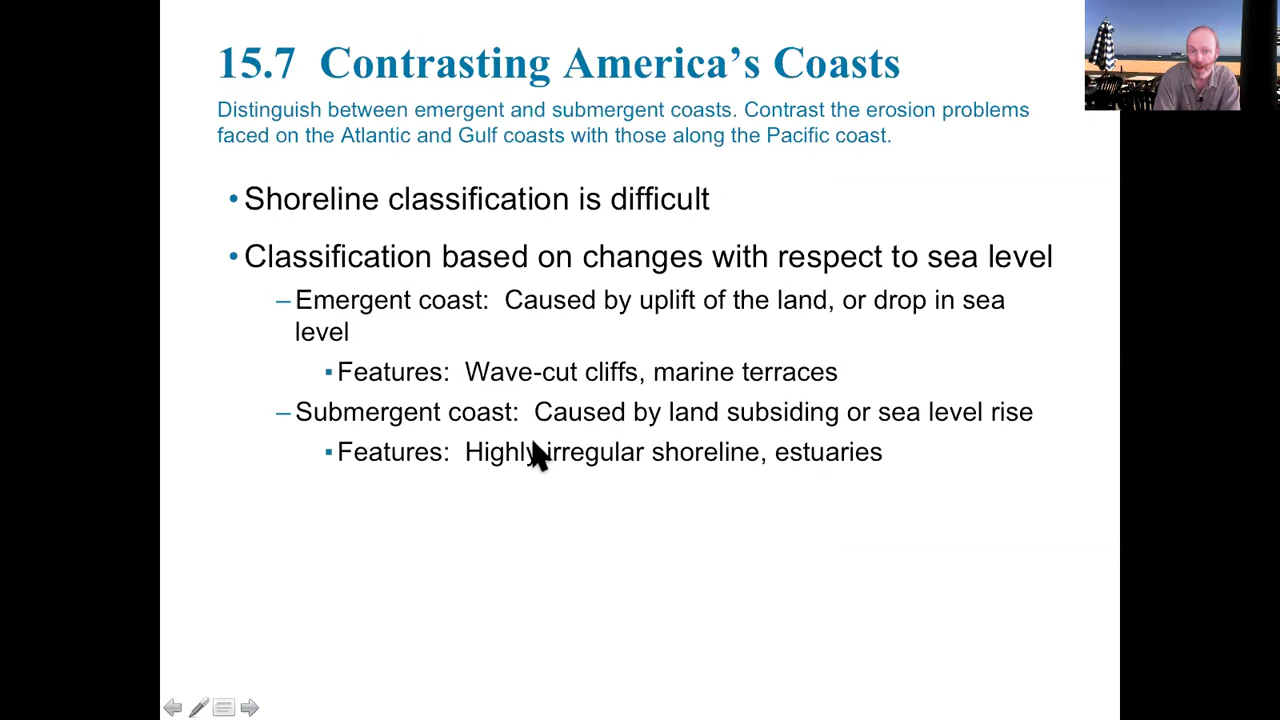 15.7 Contrasting America's Coasts
Distinguish between emergent and submergent coasts. Contrast the erosion problems
faced on the Atlantic and Gulf coasts with those along the Pacific coast.
•Shoreline classification is difficult
•Classification based on changes with respect to sea level
–Emergent coast: Caused by uplift of the land, or drop in sea
level
▪Features: Wave-cut cliffs, marine terraces
–Submergent coast: Caused by land subsiding or sea level rise
▪Features: Highly irregular shoreline, estuaries